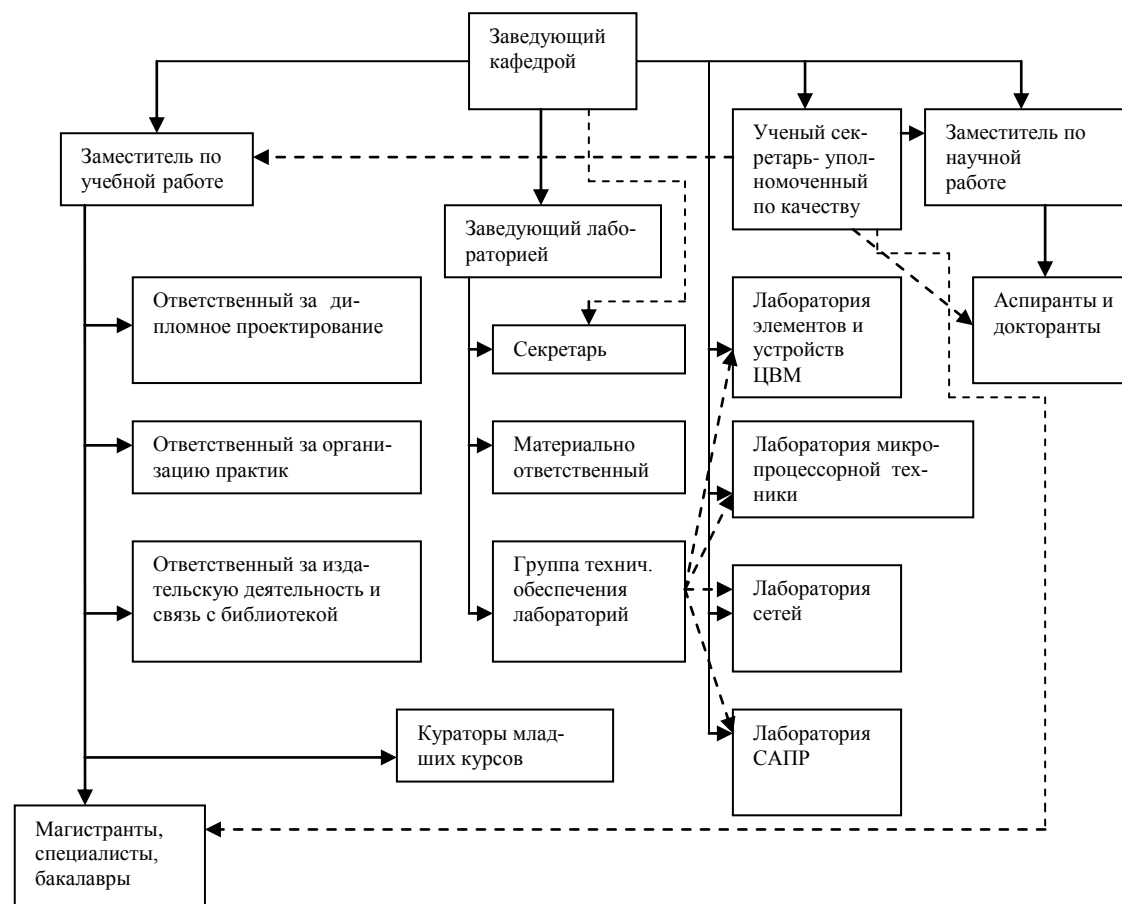 Заведующий
кафедрой
Заместитель по
учебной работе
Ученый сек-
ретарь- упол-
номоченный
по качеству
Заместитель по
научной
работе
Заведующий лабо-
раторией
Ответственный за ди-
пломное проектирование
Секретарь
Лаборатория
элементов и
устройств
ЦВМ
Аспиранты и
докторанты
Ответственный за органи-
зацию практик
Материально
ответственный
Лаборатория микро-
процессорной тех-
ники
Ответственный за изда-
тельскую деятельность и
связь с библиотекой
Группа технич.
обеспечения
лабораторий
Лаборатория
сетей
Кураторы млад-
ших курсов
Лаборатория
САПР
Магистранты,
специалисты,
бакалавры